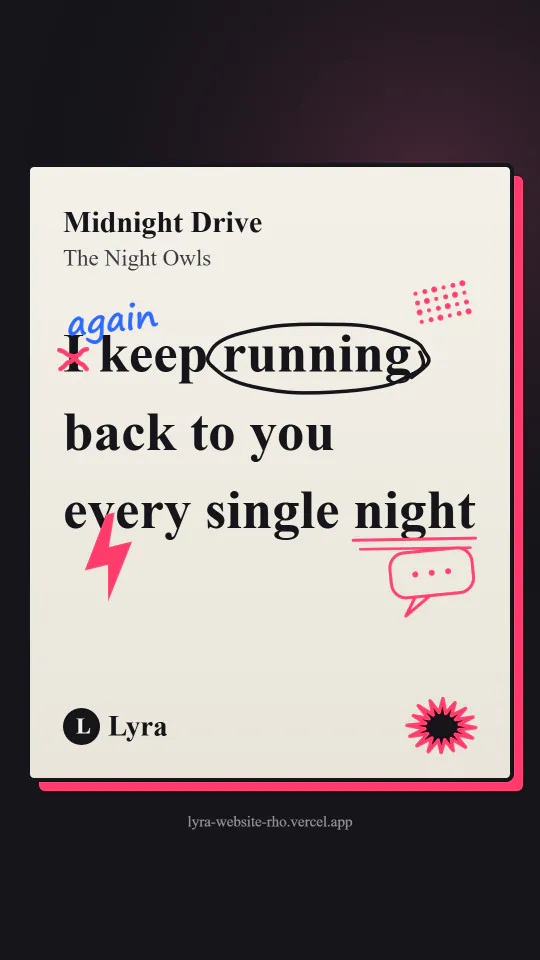 Midnight Drive
The Night Owls
again
I keep running
back to you
every single night
L Lyra
lyra-website-rho.vercel.app